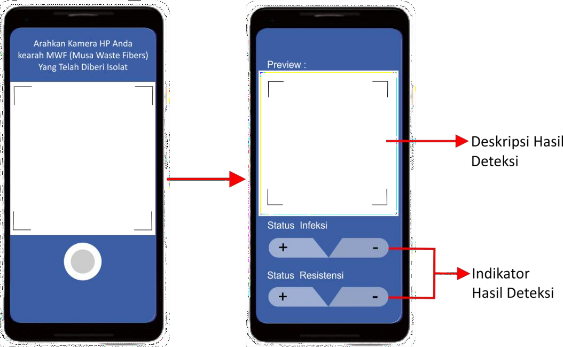 Arahkan Kamera HP Anda
kearah MWF (Musa Waste Fibers)
Yang Telah Diberi Isolat
Preview :
Deskripsi Hasil
Deteksi
Status Infeksi
+ -
Status Resistensi
+ -
Indikator
Hasil Deteksi